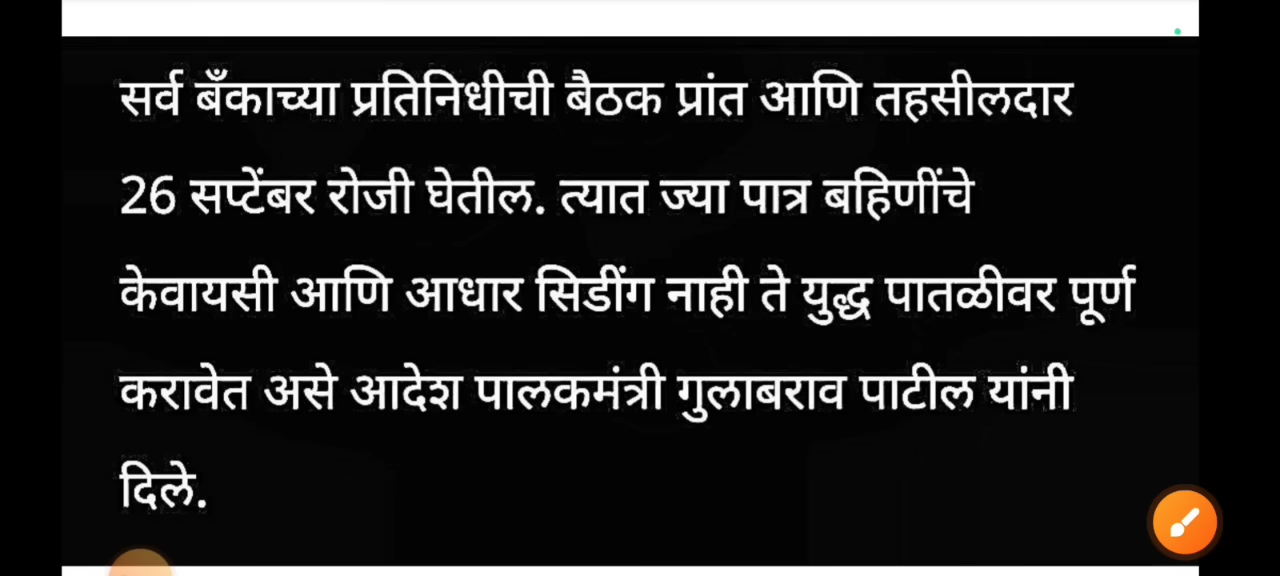 सर्व बँकाच्या प्रतिनिधीची बैठक प्रांत आणि तहसीलदार
26 सप्टेंबर रोजी घेतील. त्यात ज्या पात्र बहिणींचे
केवायसी आणि आधार सिडींग नाही ते युद्ध पातळीवर पूर्ण
करावेत असे आदेश पालकमंत्री गुलाबराव पाटील यांनी
दिले.